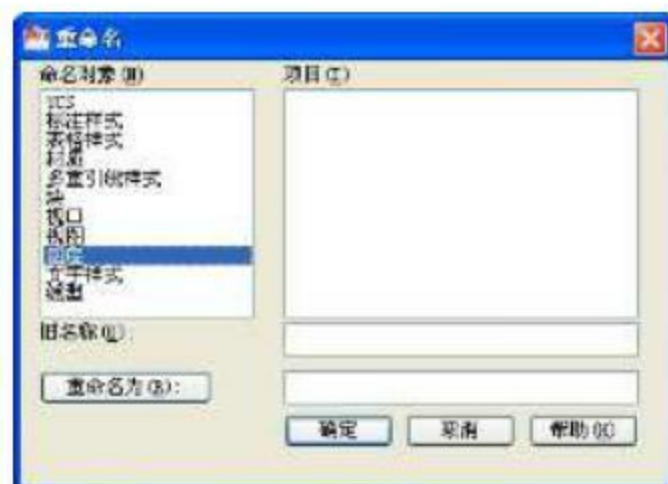 重命名
命名对象(N)
项目(T)
UCS
标注样式
表格样式
材质
多重引线样式
块
视口
视图
图层
文字样式
线型
旧名称(O):
重命名为(R):
确定
取消
帮助(H)